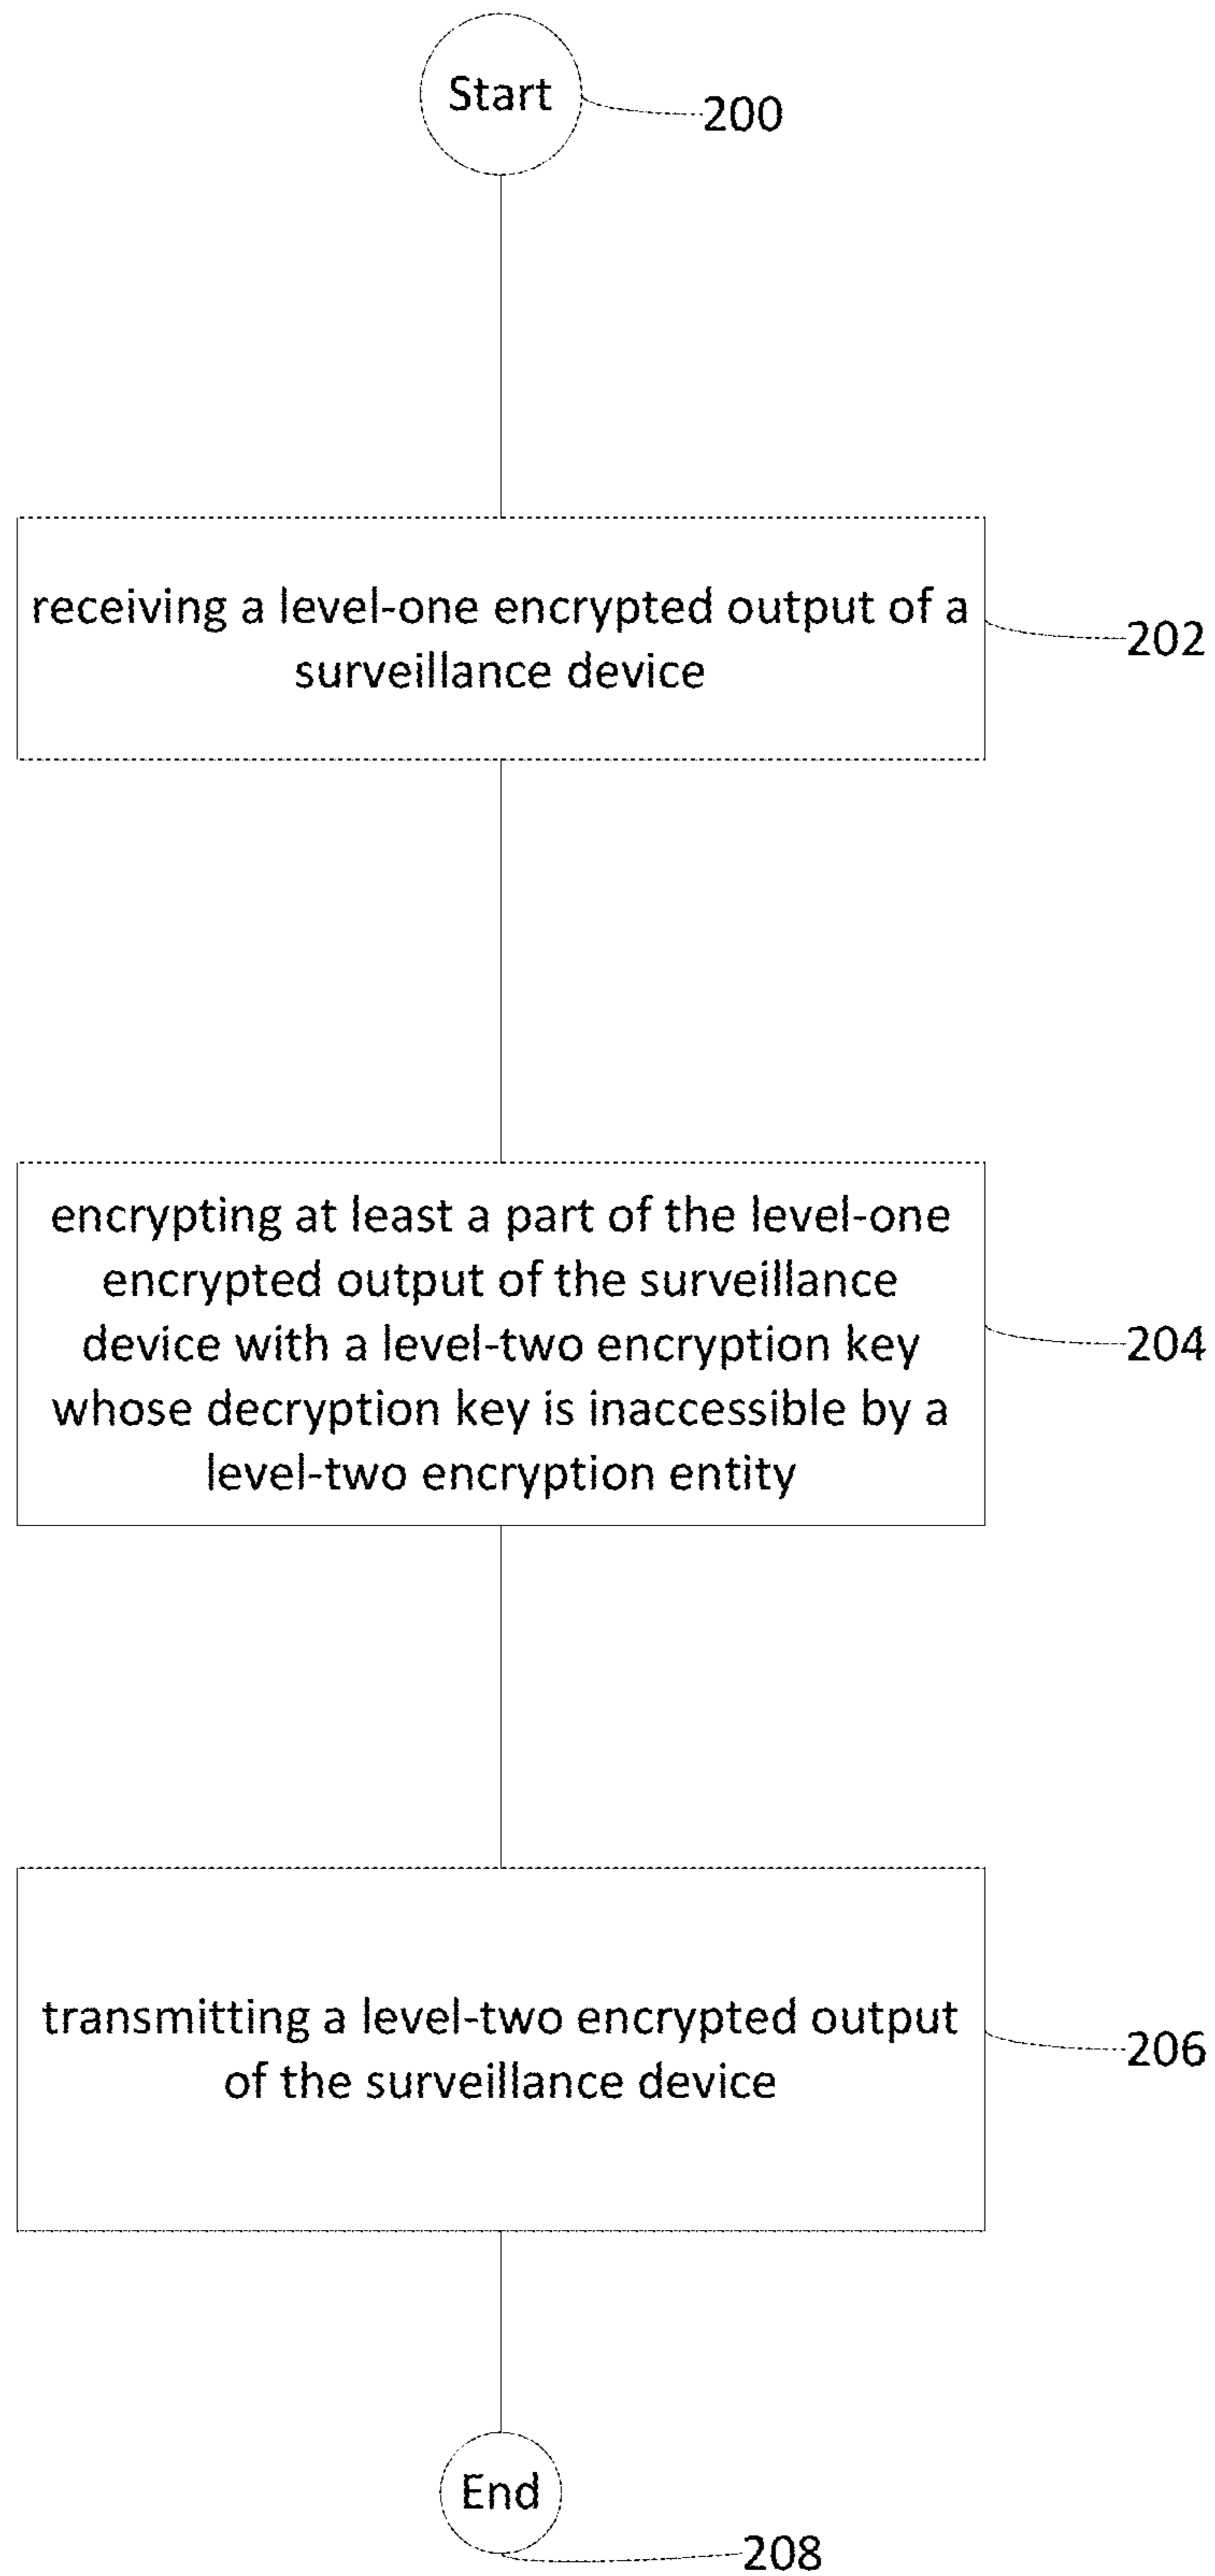 Start
200
receiving a level-one encrypted output of a
surveillance device
202
encrypting at least a part of the level-one
encrypted output of the surveillance
device with a level-two encryption key
whose decryption key is inaccessible by a
level-two encryption entity
204
transmitting a level-two encrypted output
of the surveillance device
206
End
208